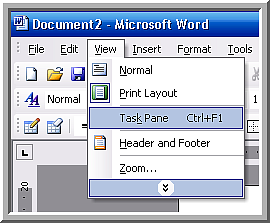 Document2 - Microsoft Word
File Edit View Insert Format Tools
Normal
Normal
Print Layout
Task Pane Ctrl+F1
Header and Footer
Zoom...
20